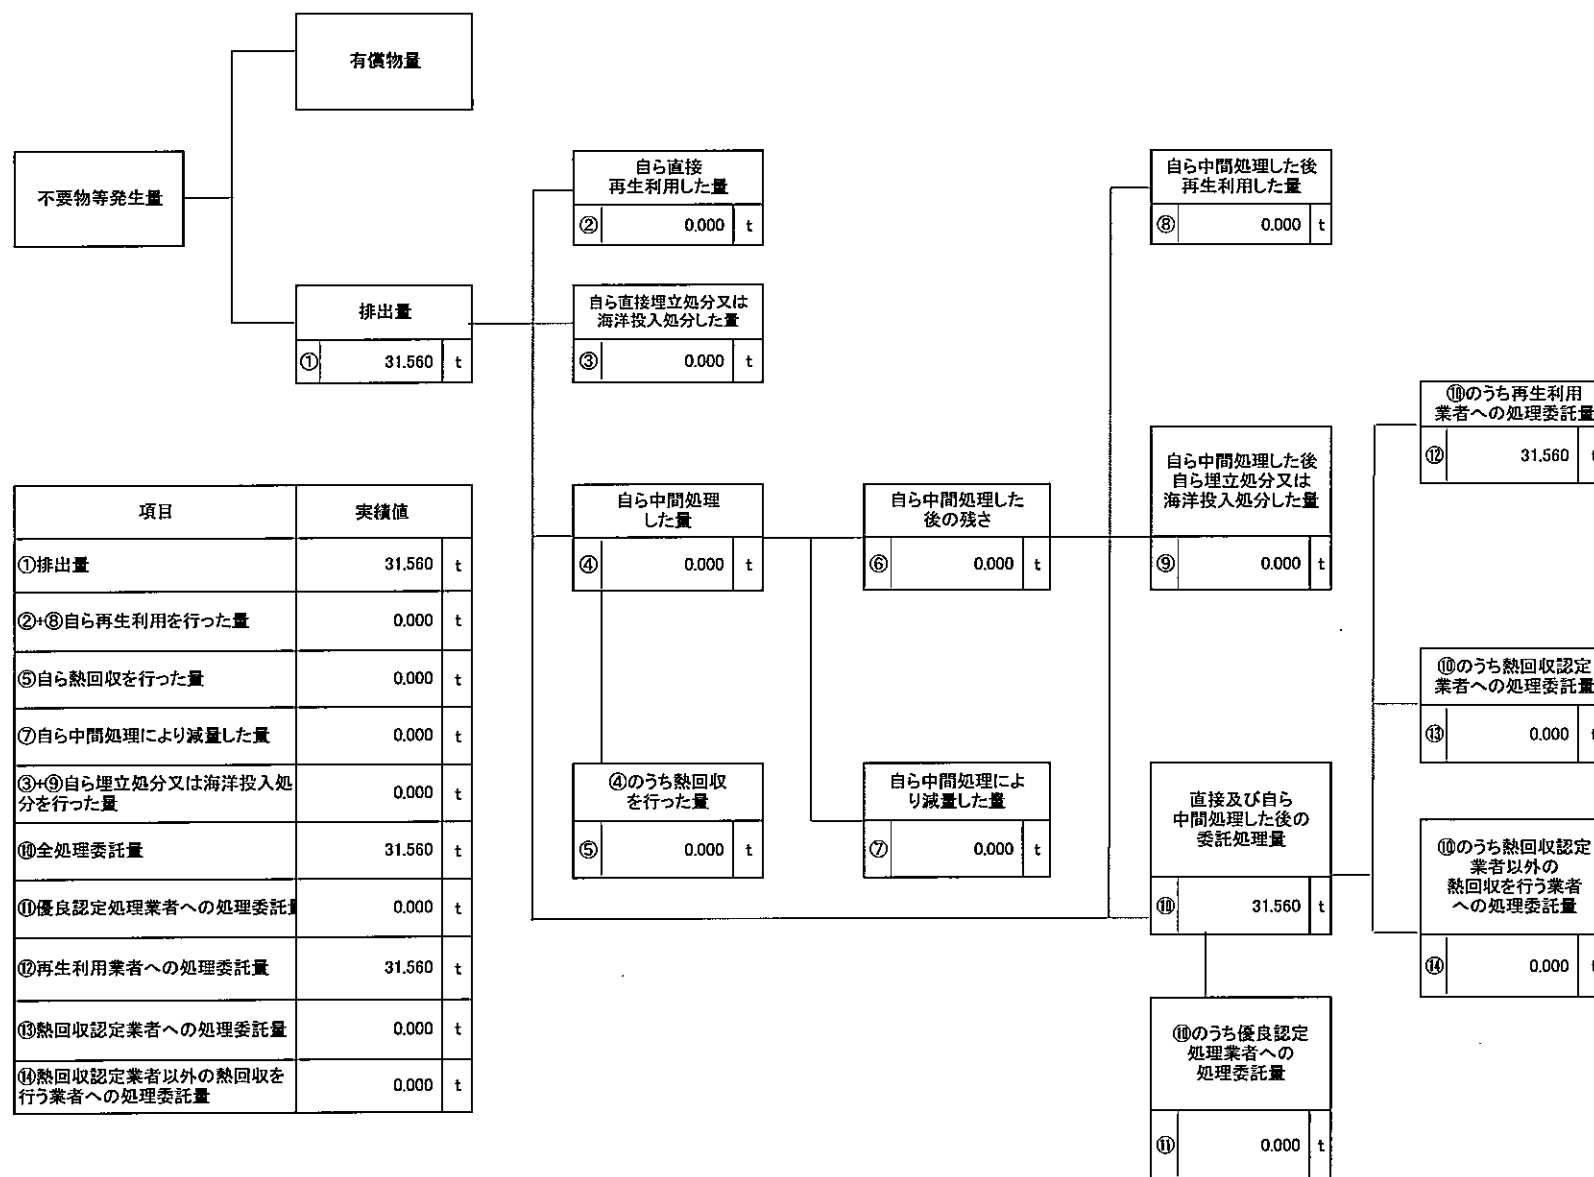 有償物量
不要物等発生量
排出量
① 31.560 t
自ら直接
再生利用した量
② 0.000 t
自ら直接埋立処分又は
海洋投入処分した量
③ 0.000 t
自ら中間処理
した量
④ 0.000 t
④のうち熱回収
を行った量
⑤ 0.000 t
自ら中間処理した
後の残さ
⑥ 0.000 t
自ら中間処理によ
り減量した量
⑦ 0.000 t
自ら中間処理した後
再生利用した量
⑧ 0.000 t
自ら中間処理した後
自ら埋立処分又は
海洋投入処分した量
⑨ 0.000 t
直接及び自ら
中間処理した後の
委託処理量
⑩ 31.560 t
⑩のうち優良認定
処理業者への
処理委託量
⑪ 0.000 t
⑩のうち再生利用
業者への処理委託量
⑫ 31.560 t
⑩のうち熱回収認定
業者への処理委託量
⑬ 0.000 t
⑩のうち熱回収認定
業者以外の
熱回収を行う業者
への処理委託量
⑭ 0.000 t
項目 実績値
①排出量 31.560 t
②+⑧自ら再生利用を行った量 0.000 t
⑤自ら熱回収を行った量 0.000 t
⑦自ら中間処理により減量した量 0.000 t
③+⑨自ら埋立処分又は海洋投入処
分を行った量 0.000 t
⑩全処理委託量 31.560 t
⑪優良認定処理業者への処理委託量 0.000 t
⑫再生利用業者への処理委託量 31.560 t
⑬熱回収認定業者への処理委託量 0.000 t
⑭熱回収認定業者以外の熱回収を
行う業者への処理委託量 0.000 t